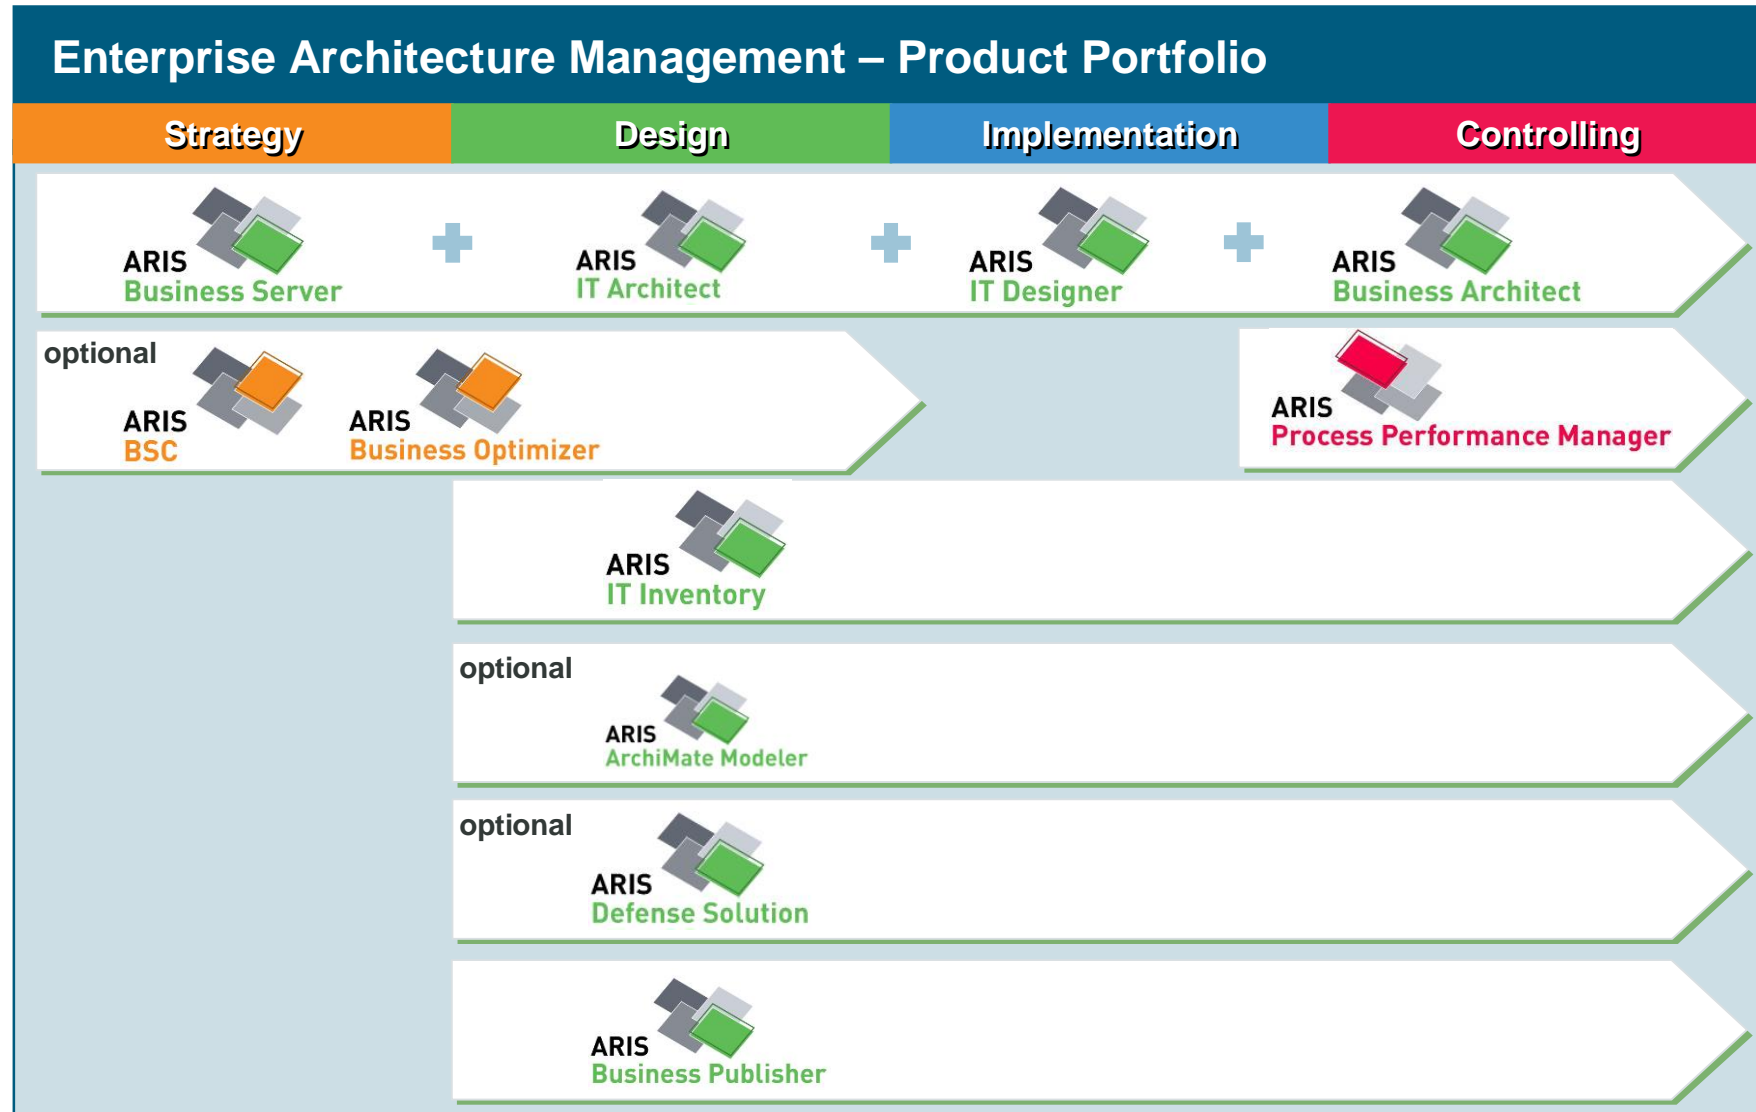 Enterprise Architecture Management – Product Portfolio
Strategy
Design
Implementation
Controlling
ARIS
Business Server
ARIS
IT Architect
ARIS
IT Designer
ARIS
Business Architect
optional
ARIS
BSC
ARIS
Business Optimizer
ARIS
Process Performance Manager
ARIS
IT Inventory
optional
ARIS
ArchiMate Modeler
optional
ARIS
Defense Solution
ARIS
Business Publisher